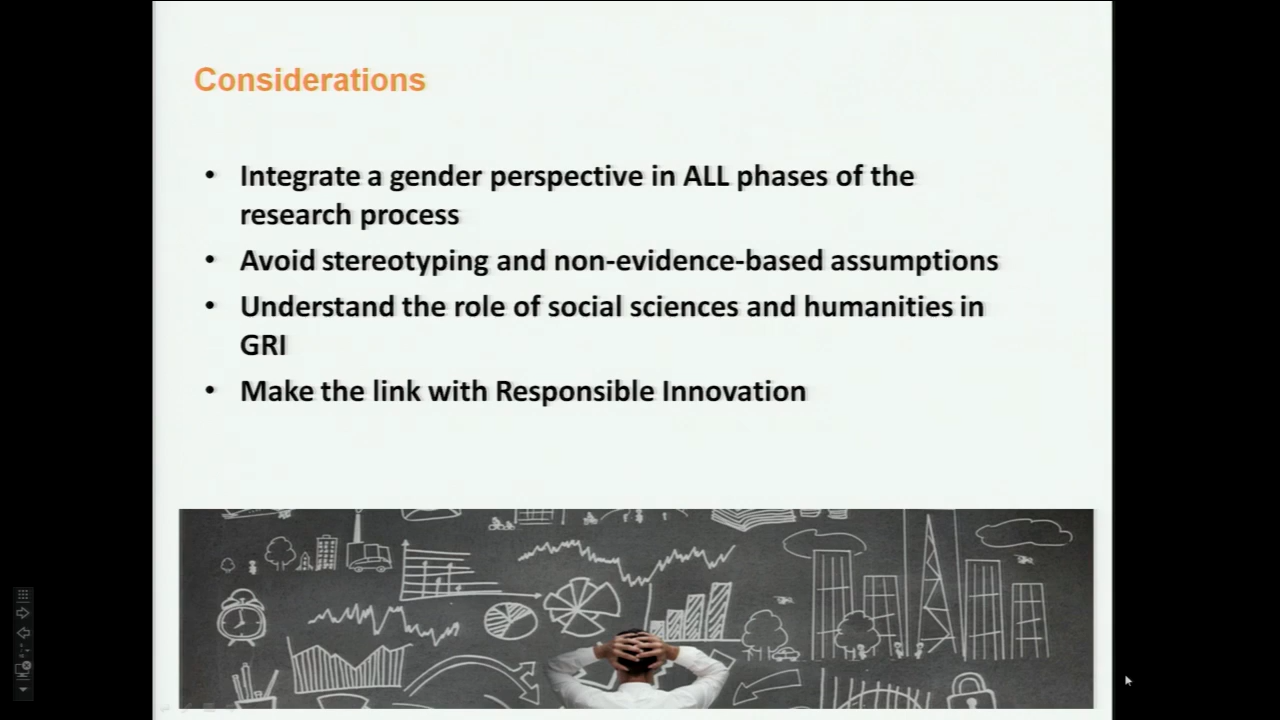 Considerations
• Integrate a gender perspective in ALL phases of the
research process
• Avoid stereotyping and non-evidence-based assumptions
• Understand the role of social sciences and humanities in
GRI
• Make the link with Responsible Innovation